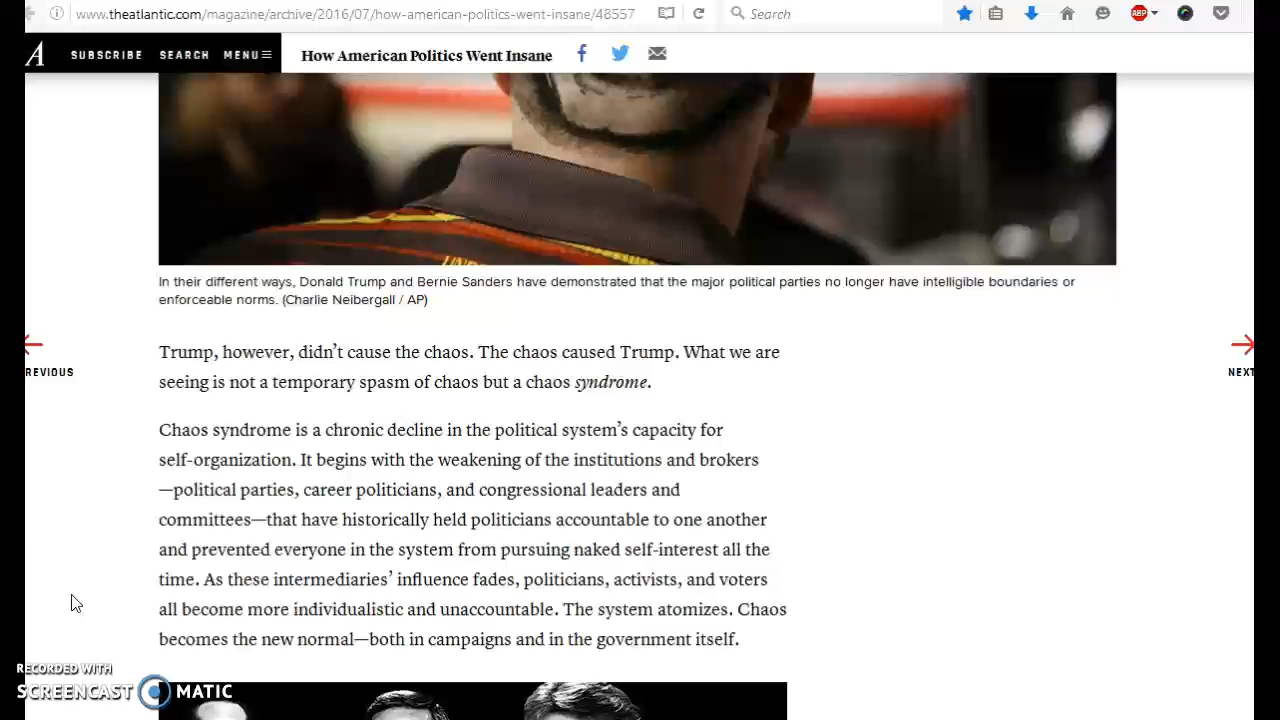 www.theatlantic.com/magazine/archive/2016/07/how-american-politics-went-insane/48557
Search
ABP
A SUBSCRIBE SEARCH MENU
How American Politics Went Insane
In their different ways, Donald Trump and Bernie Sanders have demonstrated that the major political parties no longer have intelligible boundaries or
enforceable norms. (Charlie Neibergall / AP)
Trump, however, didn’t cause the chaos. The chaos caused Trump. What we are
seeing is not a temporary spasm of chaos but a chaos syndrome.
REVIOUS
NEXT
Chaos syndrome is a chronic decline in the political system’s capacity for
self-organization. It begins with the weakening of the institutions and brokers
—political parties, career politicians, and congressional leaders and
committees—that have historically held politicians accountable to one another
and prevented everyone in the system from pursuing naked self-interest all the
time. As these intermediaries’ influence fades, politicians, activists, and voters
all become more individualistic and unaccountable. The system atomizes. Chaos
becomes the new normal—both in campaigns and in the government itself.
RECORDED WITH
SCREENCAST MATIC